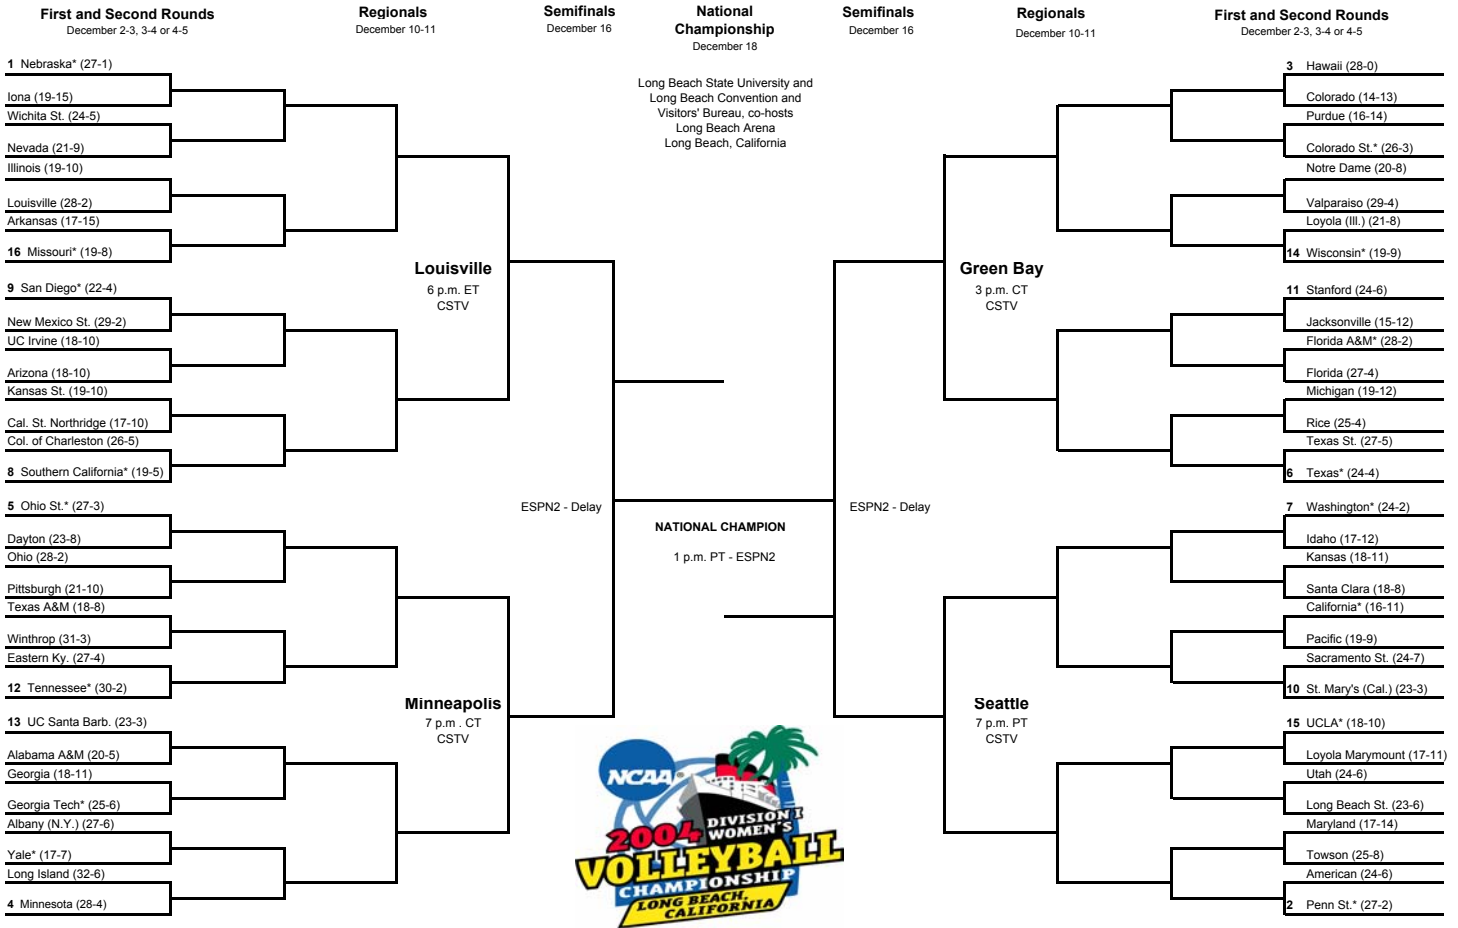 First and Second Rounds
December 2-3, 3-4 or 4-5
Regionals
December 10-11
Semifinals
December 16
National
Championship
December 18
Semifinals
December 16
Regionals
December 10-11
First and Second Rounds
December 2-3, 3-4 or 4-5
Long Beach State University and
Long Beach Convention and
Visitors' Bureau, co-hosts
Long Beach Arena
Long Beach, California
1 Nebraska* (27-1)
Iona (19-15)
Wichita St. (24-5)
Nevada (21-9)
Illinois (19-10)
Louisville (28-2)
Arkansas (17-15)
16 Missouri* (19-8)
9 San Diego* (22-4)
New Mexico St. (29-2)
UC Irvine (18-10)
Arizona (18-10)
Kansas St. (19-10)
Cal. St. Northridge (17-10)
Col. of Charleston (26-5)
8 Southern California* (19-5)
Louisville
6 p.m. ET
CSTV
5 Ohio St.* (27-3)
Dayton (23-8)
Ohio (28-2)
Pittsburgh (21-10)
Texas A&M (18-8)
Winthrop (31-3)
Eastern Ky. (27-4)
12 Tennessee* (30-2)
13 UC Santa Barb. (23-3)
Alabama A&M (20-5)
Georgia (18-11)
Georgia Tech* (25-6)
Albany (N.Y.) (27-6)
Yale* (17-7)
Long Island (32-6)
4 Minnesota (28-4)
Minneapolis
7 p.m . CT
CSTV
ESPN2 - Delay
NATIONAL CHAMPION
1 p.m. PT - ESPN2
ESPN2 - Delay
3 Hawaii (28-0)
Colorado (14-13)
Purdue (16-14)
Colorado St.* (26-3)
Notre Dame (20-8)
Valparaiso (29-4)
Loyola (Ill.) (21-8)
14 Wisconsin* (19-9)
Green Bay
3 p.m. CT
CSTV
11 Stanford (24-6)
Jacksonville (15-12)
Florida A&M* (28-2)
Florida (27-4)
Michigan (19-12)
Rice (25-4)
Texas St. (27-5)
6 Texas* (24-4)
7 Washington* (24-2)
Idaho (17-12)
Kansas (18-11)
Santa Clara (18-8)
California* (16-11)
Pacific (19-9)
Sacramento St. (24-7)
10 St. Mary's (Cal.) (23-3)
Seattle
7 p.m. PT
CSTV
15 UCLA* (18-10)
Loyola Marymount (17-11)
Utah (24-6)
Long Beach St. (23-6)
Maryland (17-14)
Towson (25-8)
American (24-6)
2 Penn St.* (27-2)
NCAA
2004 DIVISION I
WOMEN'S
VOLLEYBALL
CHAMPIONSHIP
LONG BEACH,
CALIFORNIA